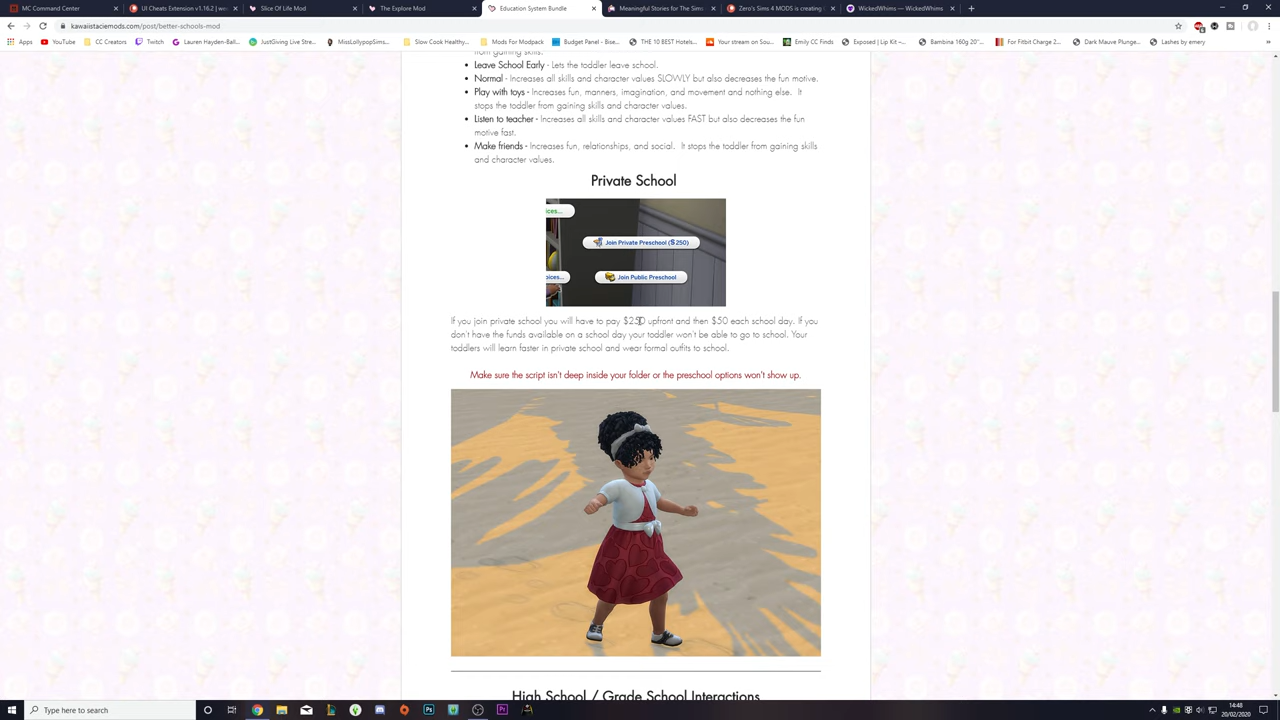 MC Command Center
UI Cheats Extension v1.16.2 | wi
Slice Of Life Mod
The Explore Mod
Education System Bundle
Meaningful Stories for The Sims
Zero's Sims 4 MODS is creating
WickedWhims — WickedWhims
kawaiistaciemods.com/post/better-schools-mod
Apps
YouTube
CC Creators
Twitch
Lauren Hayden-Ball...
JustGiving Live Stre...
MissLollypopSims...
Slow Cook Healthy...
Mods For Modpack
Budget Panel - Bise...
THE 10 BEST Hotels...
Your stream on Sou...
Emily CC Finds
Exposed | Lip Kit –...
Bambina 160g 20"...
For Fitbit Charge 2...
Dark Mauve Plunge...
Lashes by emery
from gaining skills.
Leave School Early - Lets the toddler leave school.
Normal - Increases all skills and character values SLOWLY but also decreases the fun motive.
Play with toys - Increases fun, manners, imagination, and movement and nothing else. It
stops the toddler from gaining skills and character values.
Listen to teacher - Increases all skills and character values FAST but also decreases the fun
motive fast.
Make friends - Increases fun, relationships, and social. It stops the toddler from gaining skills
and character values.
Private School
ices...
Join Private Preschool (§250)
oices...
Join Public Preschool
If you join private school you will have to pay $250 upfront and then $50 each school day. If you
don't have the funds available on a school day your toddler won't be able to go to school. Your
toddlers will learn faster in private school and wear formal outfits to school.
Make sure the script isn't deep inside your folder or the preschool options won't show up.
High School / Grade School Interactions
Type here to search
14:48
20/02/2020